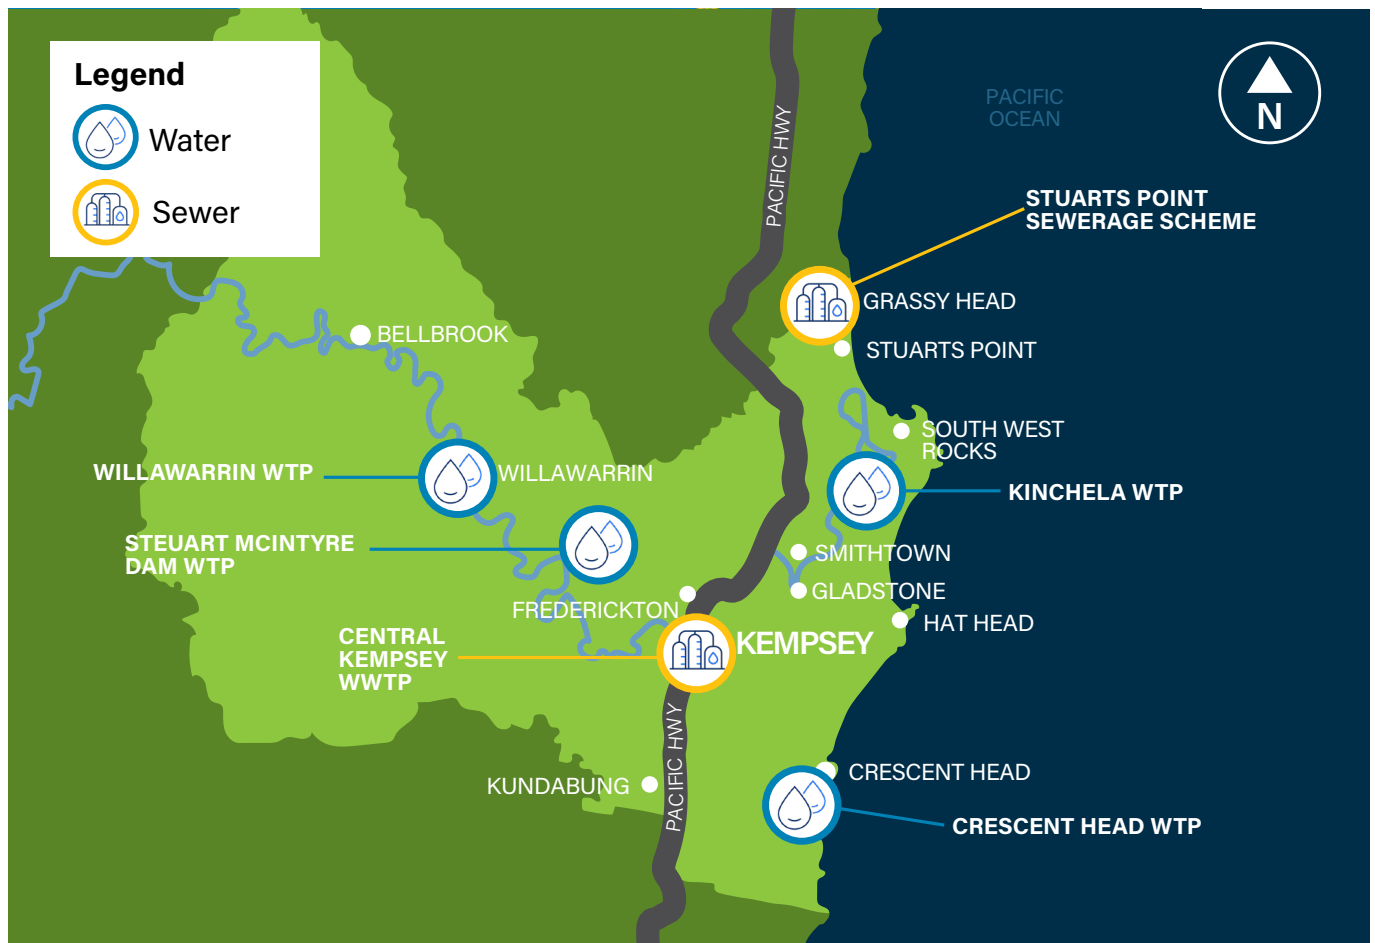 Legend
Water
Sewer
PACIFIC
OCEAN
N
PACIFIC HWY
STUARTS POINT
SEWERAGE SCHEME
GRASSY HEAD
BELLBROOK
STUARTS POINT
SOUTH WEST
ROCKS
WILLAWARRIN WTP
WILLAWARRIN
KINCHELA WTP
STEUART MCINTYRE
DAM WTP
SMITHTOWN
GLADSTONE
FREDERICKTON
HAT HEAD
CENTRAL
KEMPSEY
WWTP
KEMPSEY
PACIFIC HWY
KUNDABUNG
CRESCENT HEAD
CRESCENT HEAD WTP